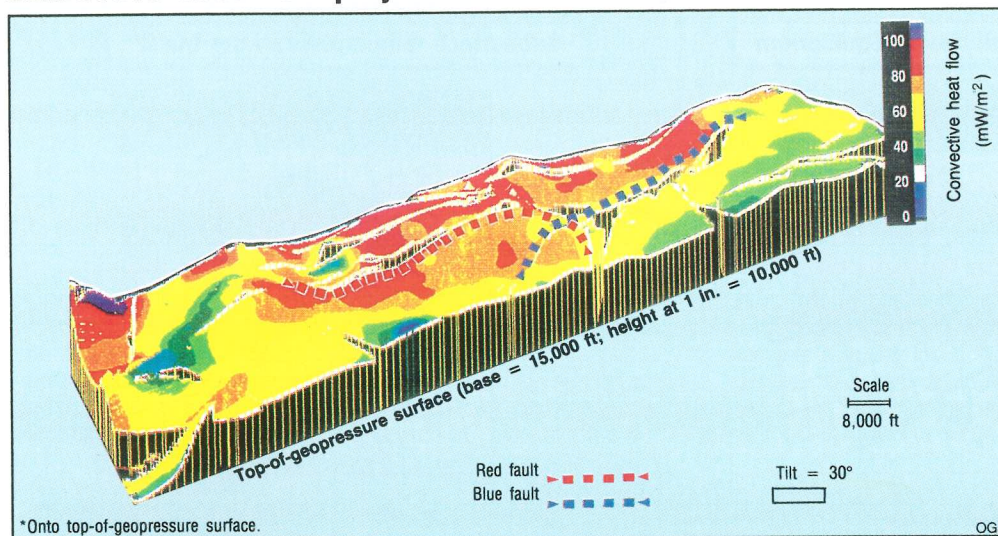 100
80
60
40
20
0
Convective heat flow
(mW/m²)
Top-of-geopressure surface (base = 15,000 ft; height at 1 in. = 10,000 ft)
Scale
8,000 ft
Red fault
Blue fault
Tilt = 30°
*Onto top-of-geopressure surface.
OG